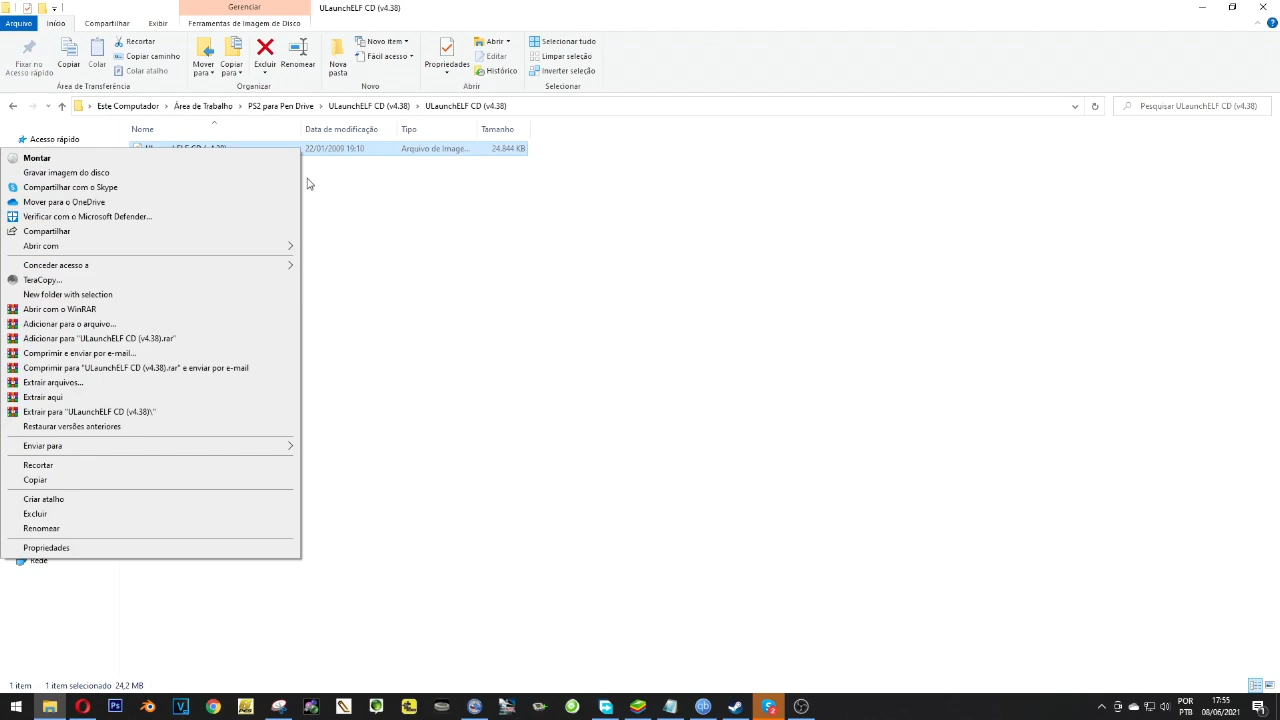 Gerenciar
ULaunchELF CD (v4.38)
Arquivo
Início
Compartilhar
Exibir
Ferramentas de Imagem de Disco
Fixar no Acesso rápido
Copiar
Colar
Recortar
Copiar caminho
Colar atalho
Mover para
Copiar para
Excluir
Renomear
Nova pasta
Novo item
Fácil acesso
Propriedades
Abrir
Editar
Histórico
Selecionar tudo
Limpar seleção
Inverter seleção
Área de Transferência
Organizar
Novo
Abrir
Selecionar
Este Computador
Área de Trabalho
PS2 para Pen Drive
ULaunchELF CD (v4.38)
ULaunchELF CD (v4.38)
Pesquisar ULaunchELF CD (v4.38)
Nome
Data de modificação
Tipo
Tamanho
Acesso rápido
ULaunchELF CD (v4.38)
22/01/2009 19:10
Arquivo de Image...
24.844 KB
Montar
Gravar imagem do disco
Compartilhar com o Skype
Mover para o OneDrive
Verificar com o Microsoft Defender...
Compartilhar
Abrir com
Conceder acesso a
TeraCopy...
New folder with selection
Abrir com o WinRAR
Adicionar para o arquivo...
Adicionar para "ULaunchELF CD (v4.38).rar"
Comprimir e enviar por e-mail...
Comprimir para "ULaunchELF CD (v4.38).rar" e enviar por e-mail
Extrair arquivos...
Extrair aqui
Extrair para "ULaunchELF CD (v4.38)\"
Restaurar versões anteriores
Enviar para
Recortar
Copiar
Criar atalho
Excluir
Renomear
Propriedades
Rede
1 item
1 item selecionado 24,2 MB
POR
PTB
17:55
08/06/2021